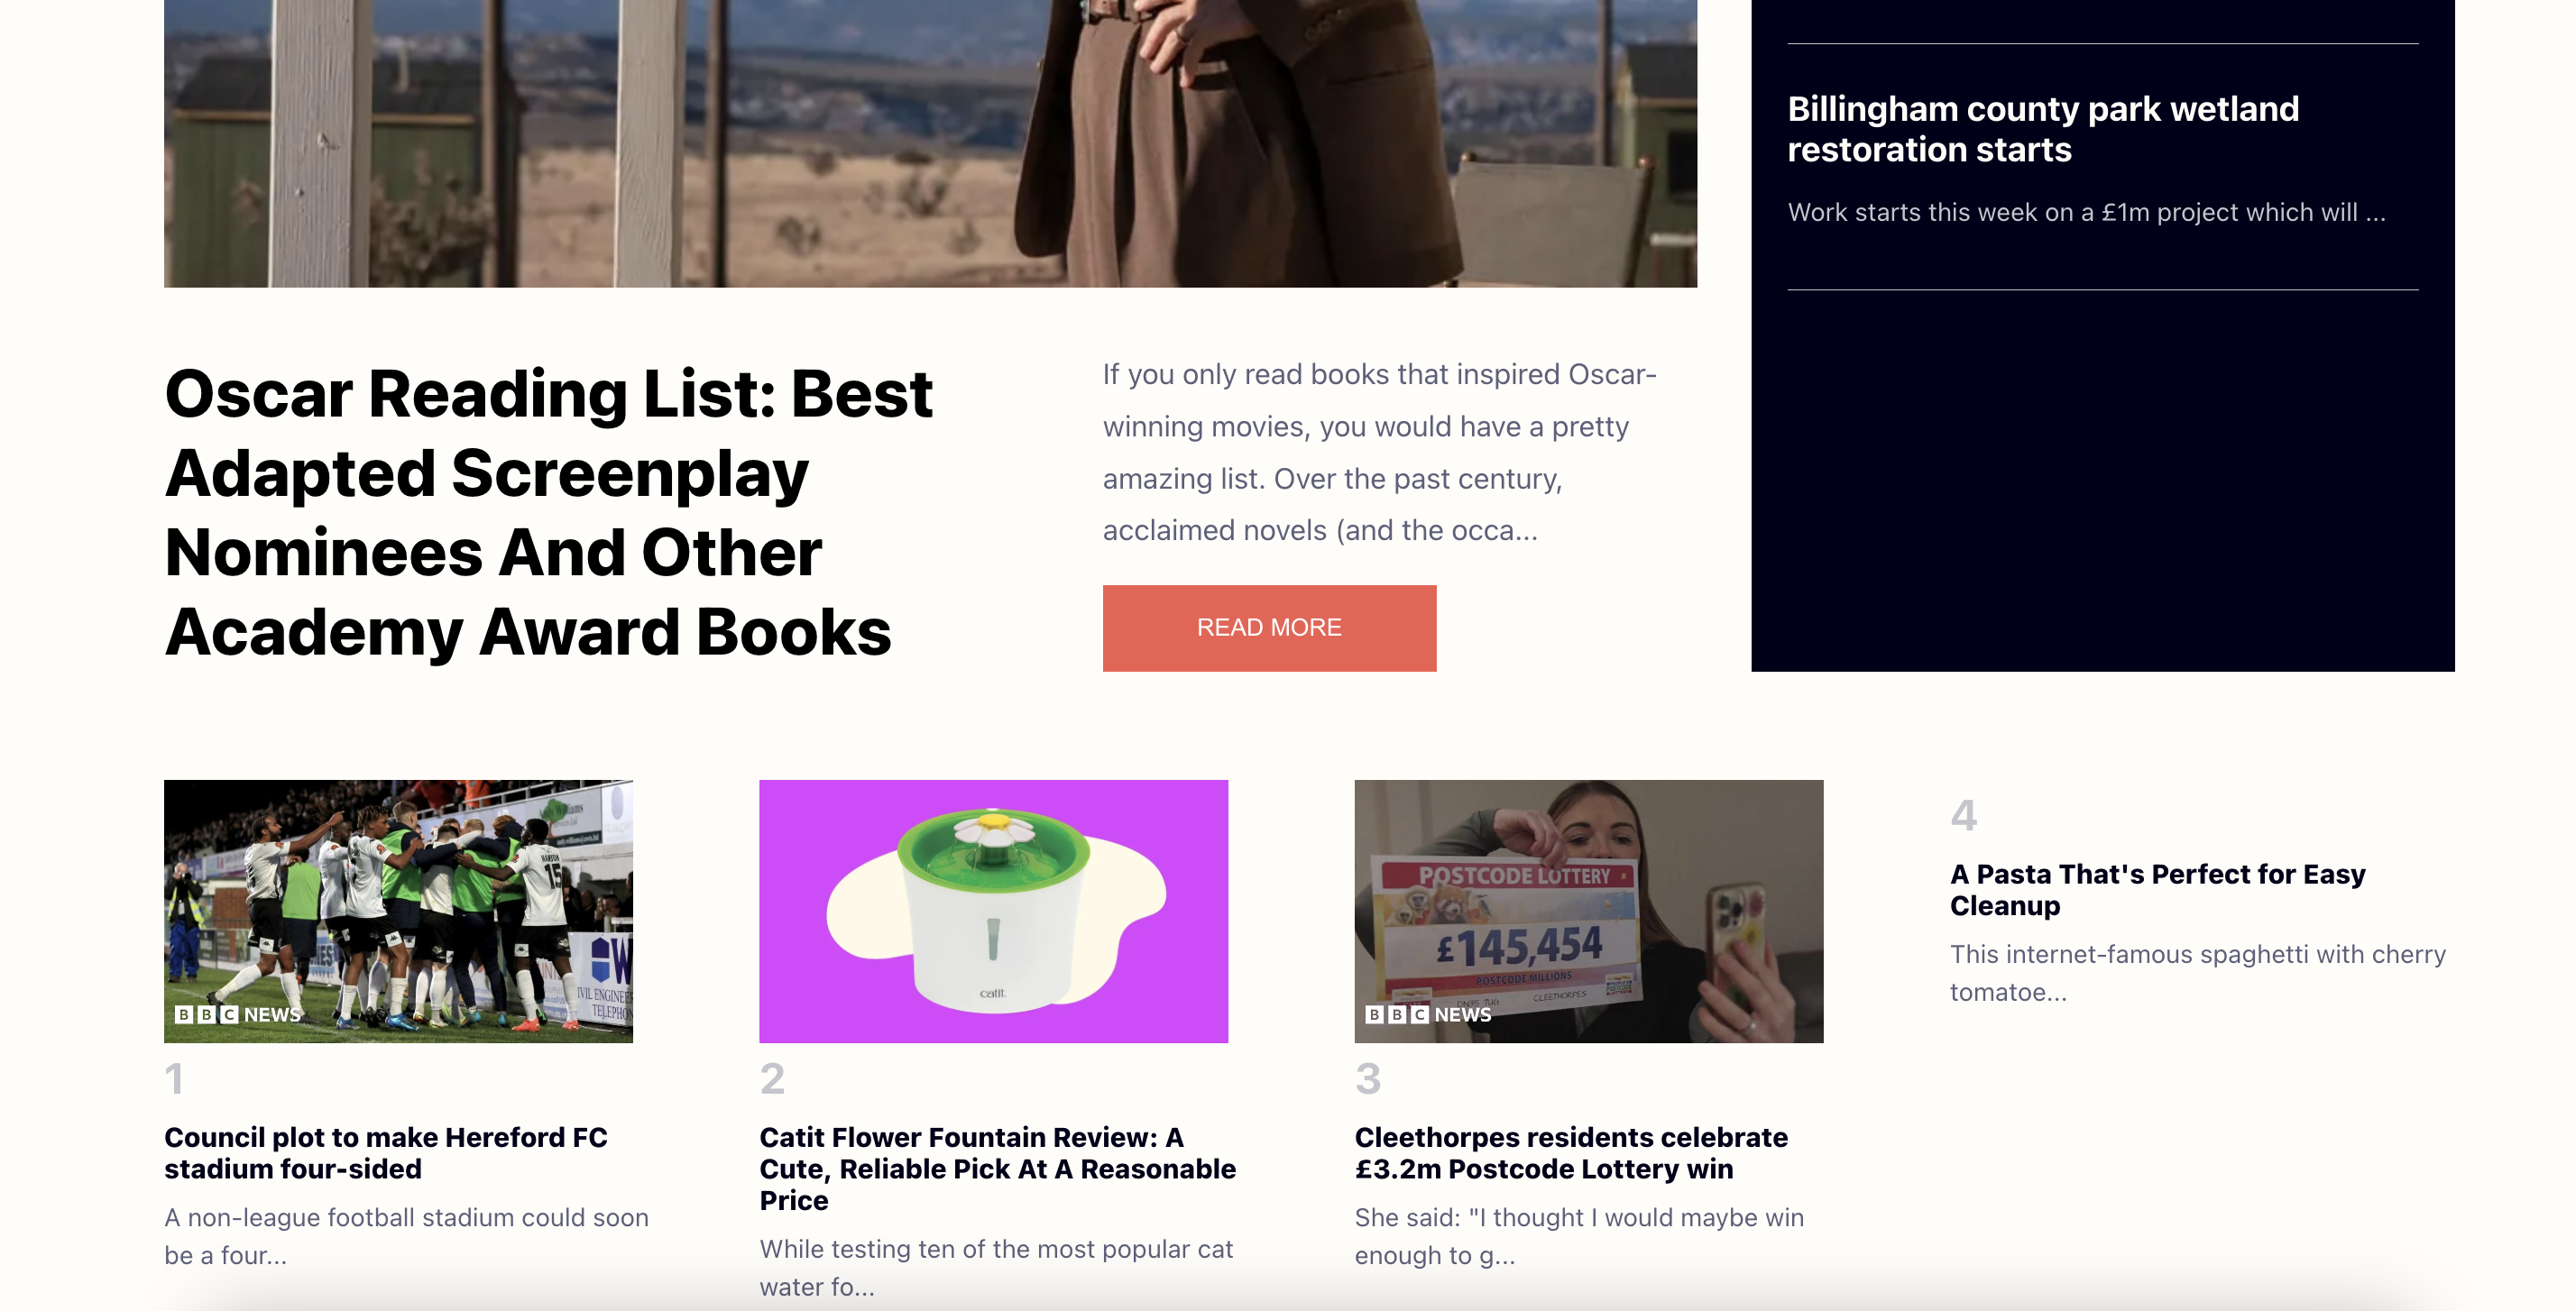 Billingham county park wetland
restoration starts
Work starts this week on a £1m project which will ...
Oscar Reading List: Best
Adapted Screenplay
Nominees And Other
Academy Award Books
If you only read books that inspired Oscar-
winning movies, you would have a pretty
amazing list. Over the past century,
acclaimed novels (and the occa...
READ MORE
15
BBC NEWS
1
Council plot to make Hereford FC
stadium four-sided
A non-league football stadium could soon
be a four...
catit.
2
Catit Flower Fountain Review: A
Cute, Reliable Pick At A Reasonable
Price
While testing ten of the most popular cat
water fo...
POSTCODE LOTTERY
£145,454
POSTCODE MILLIONS
CLEETHORPES
BBC NEWS
3
Cleethorpes residents celebrate
£3.2m Postcode Lottery win
She said: "I thought I would maybe win
enough to g...
4
A Pasta That's Perfect for Easy
Cleanup
This internet-famous spaghetti with cherry
tomatoe...